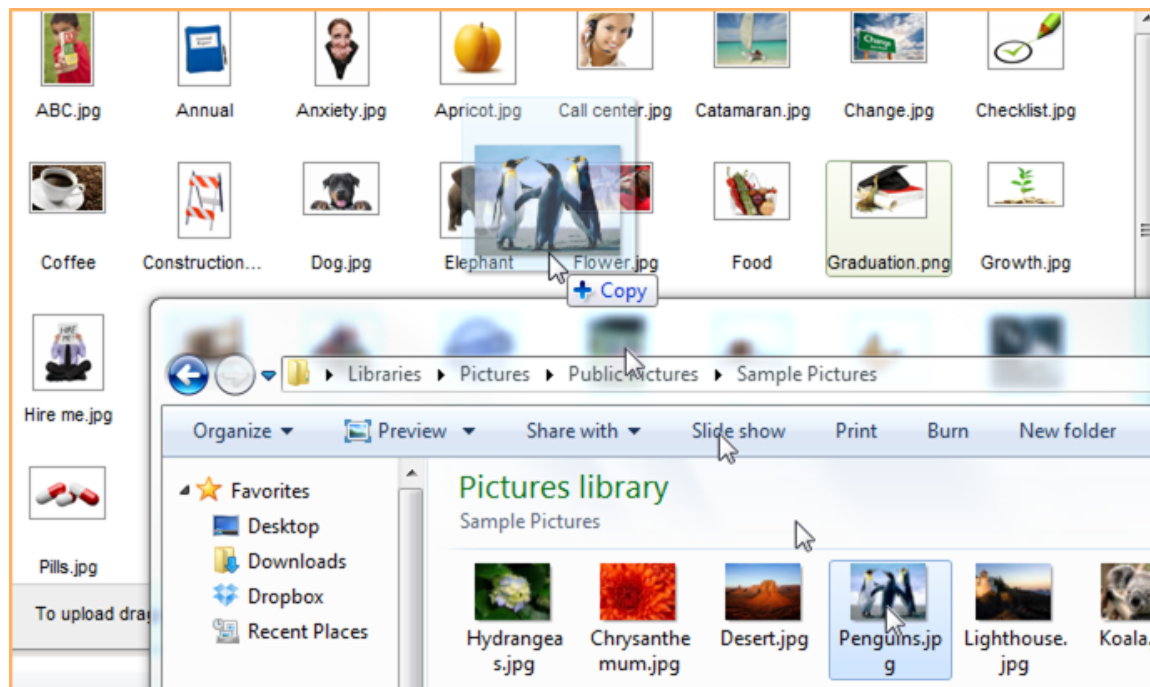 ABC.jpg Annual Anxiety.jpg Apricot.jpg Call center.jpg Catamaran.jpg Change.jpg Checklist.jpg
Coffee Construction... Dog.jpg Elephant Flower.jpg Food Graduation.png Growth.jpg
Copy
Libraries Pictures Public Pictures Sample Pictures
Hire me.jpg
Organize Preview Share with Slide show Print Burn New folder
Pills.jpg
To upload drag
Favorites
Desktop
Downloads
Dropbox
Recent Places
Pictures library
Sample Pictures
Hydrangea
s.jpg
Chrysanthe
mum.jpg
Desert.jpg
Penguins.jp
g
Lighthouse.
jpg
Koala.